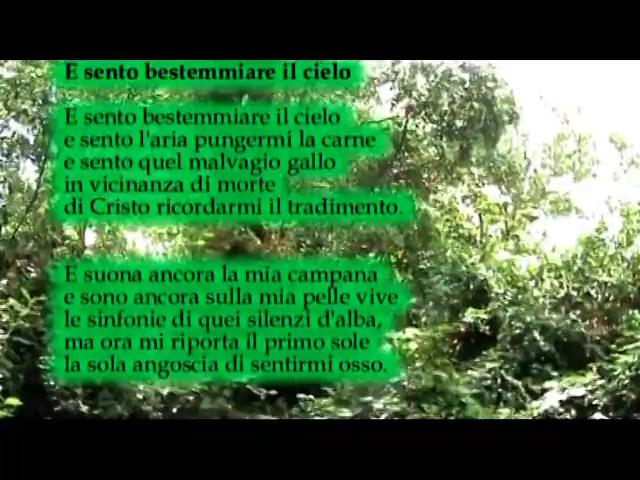 E sento bestemmiare il cielo
E sento bestemmiare il cielo
e sento l'aria pungermi la carne
e sento quel malvagio gallo
in vicinanza di morte
di Cristo ricordarmi il tradimento.
E suona ancora la mia campana
e sono ancora sulla mia pelle vive
le sinfonie di quei silenzi d'alba,
ma ora mi riporta il primo sole
la sola angoscia di sentirmi osso.